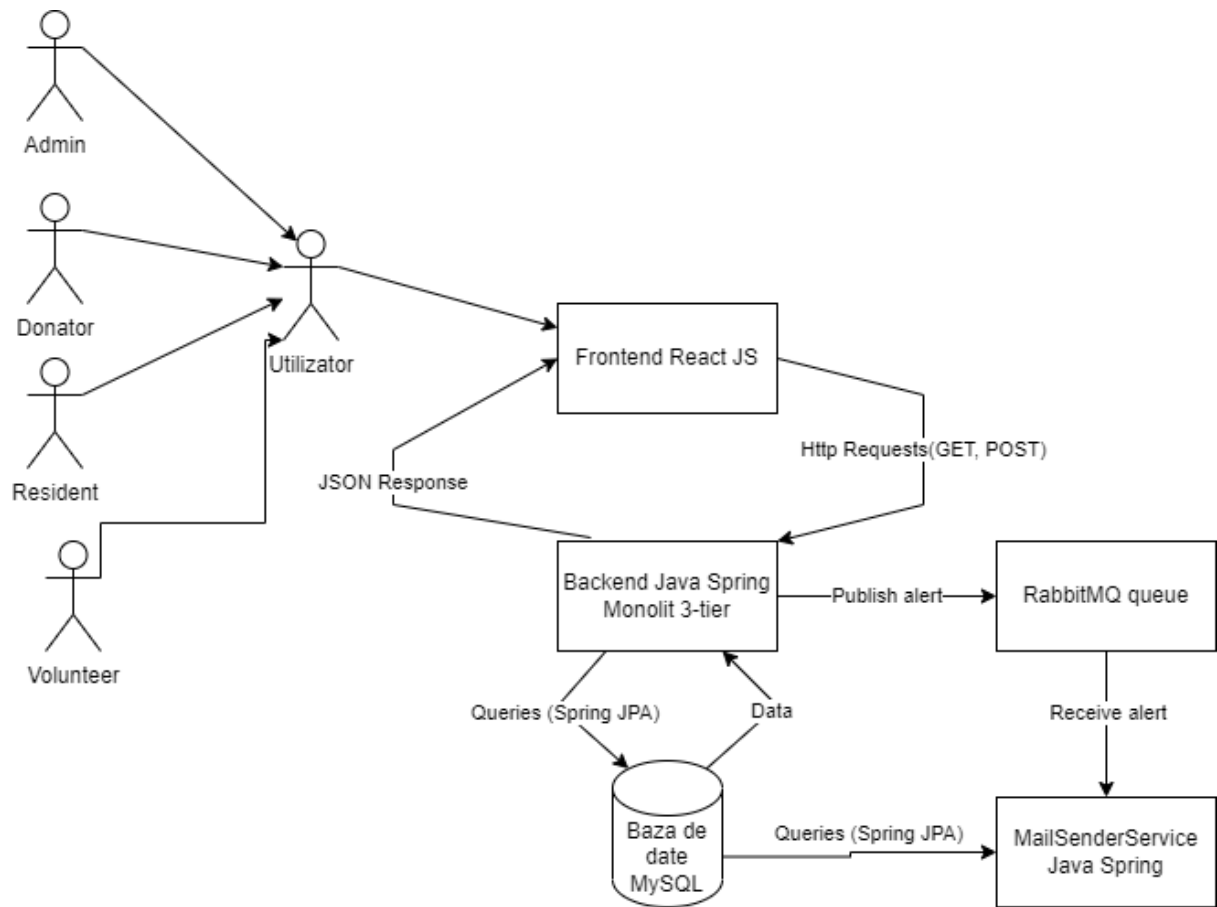 Admin
Donator
Utilizator
Resident
Volunteer
Frontend React JS
Http Requests(GET, POST)
JSON Response
Backend Java Spring
Monolit 3-tier
Publish alert
RabbitMQ queue
Queries (Spring JPA)
Data
Receive alert
Baza de
date
MySQL
Queries (Spring JPA)
MailSenderService
Java Spring